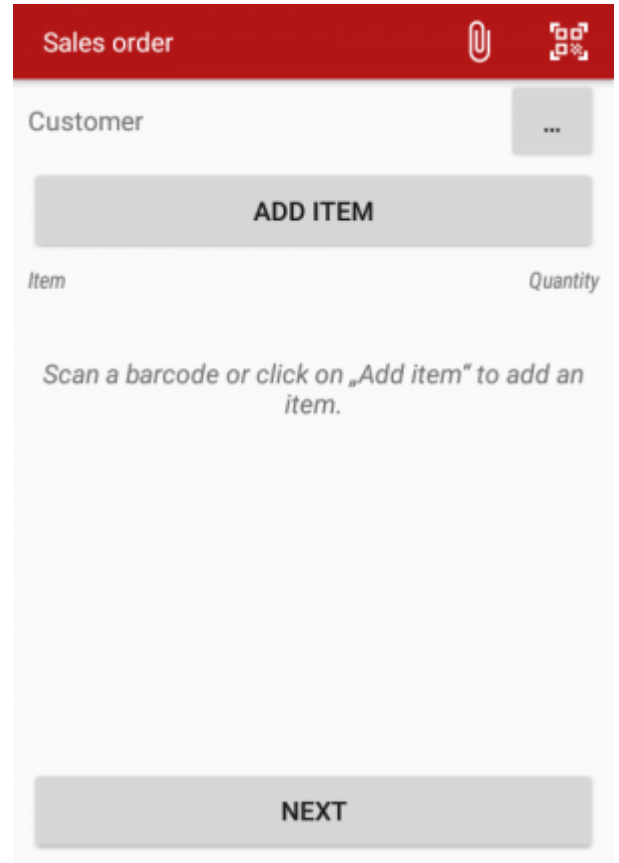 Sales order
Customer
...
ADD ITEM
Item Quantity
Scan a barcode or click on „Add item“ to add an
item.
NEXT